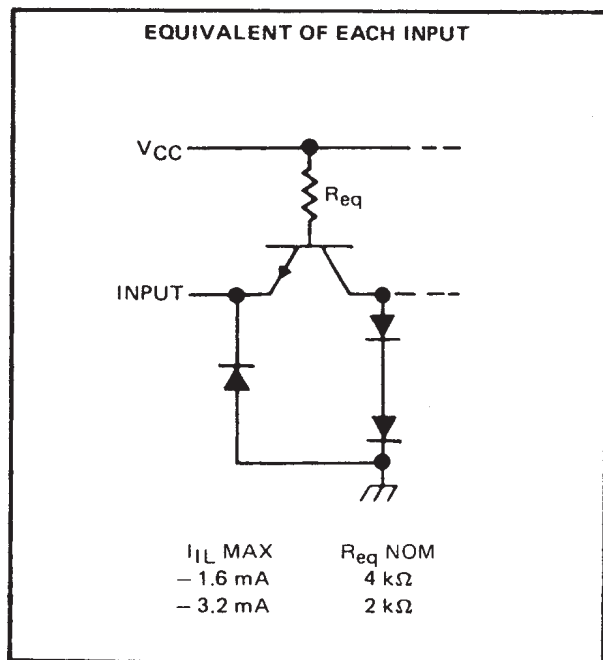 EQUIVALENT OF EACH INPUT
VCC
Req
INPUT
IIL MAX Req NOM
– 1.6 mA 4 kΩ
– 3.2 mA 2 kΩ